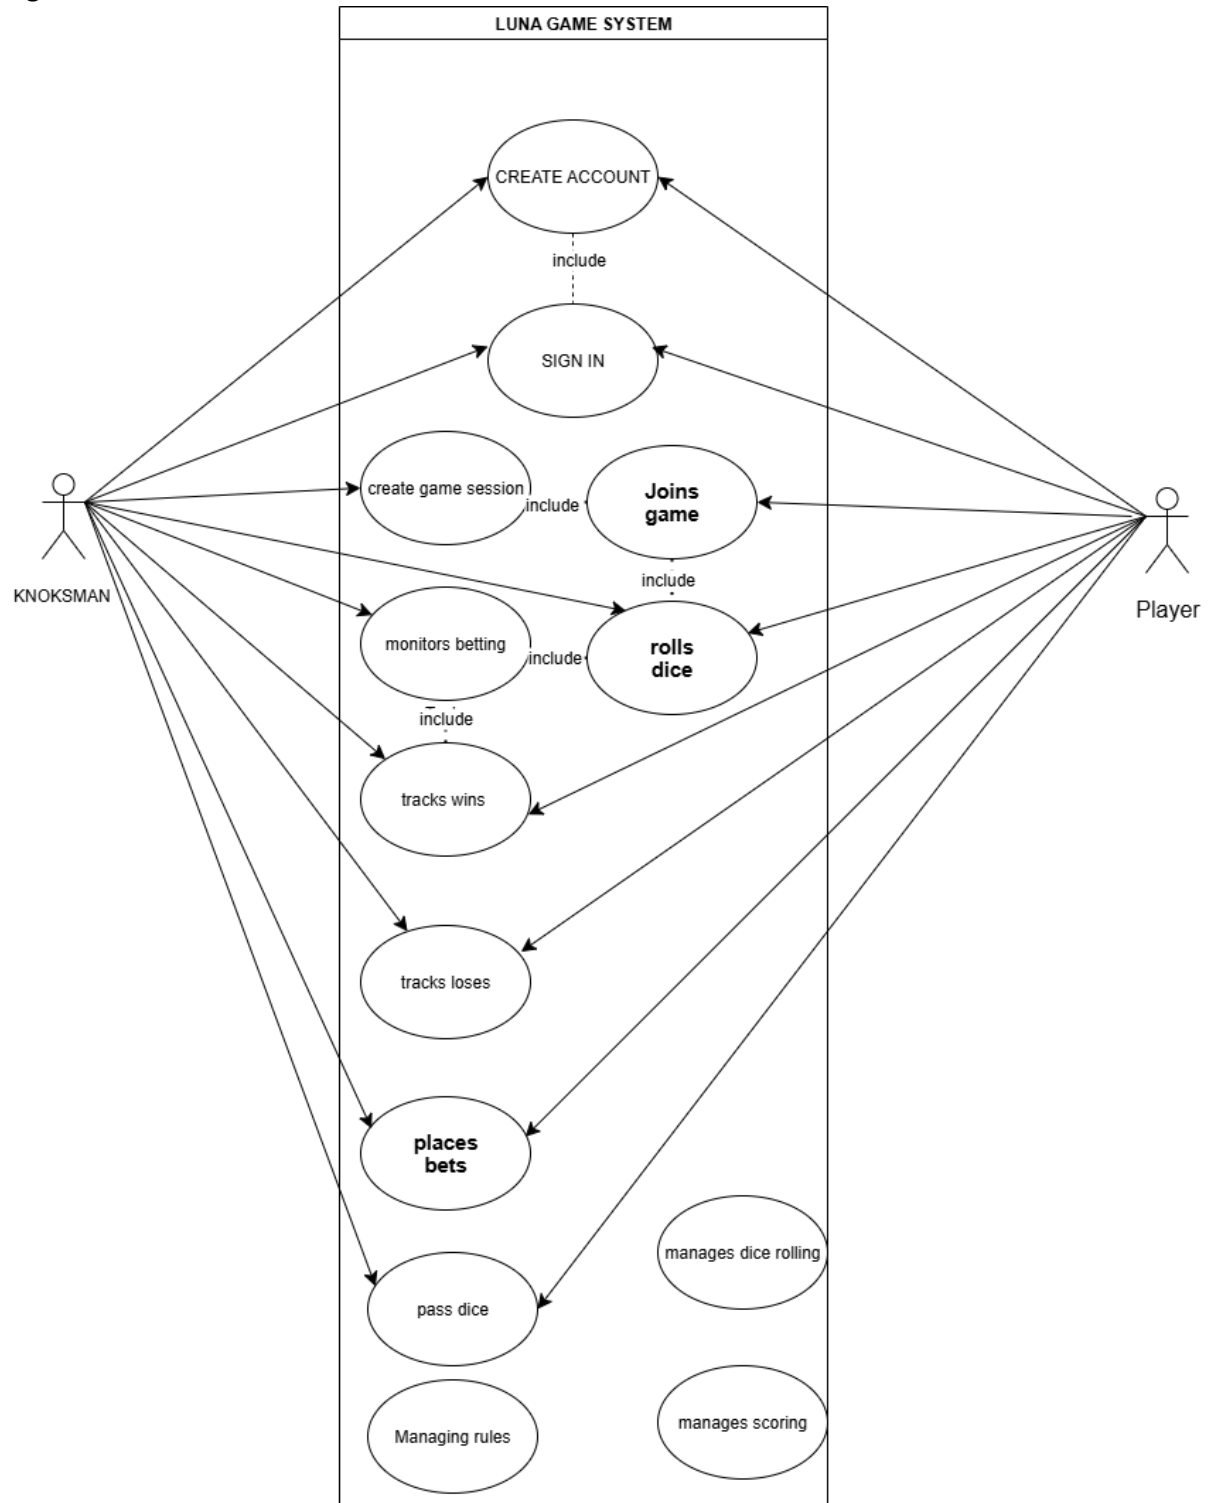 LUNA GAME SYSTEM
CREATE ACCOUNT
include
SIGN IN
create game session
include
Joins
game
include
KNOKSMAN
Player
monitors betting
include
rolls
dice
include
tracks wins
tracks loses
places
bets
manages dice rolling
pass dice
Managing rules
manages scoring